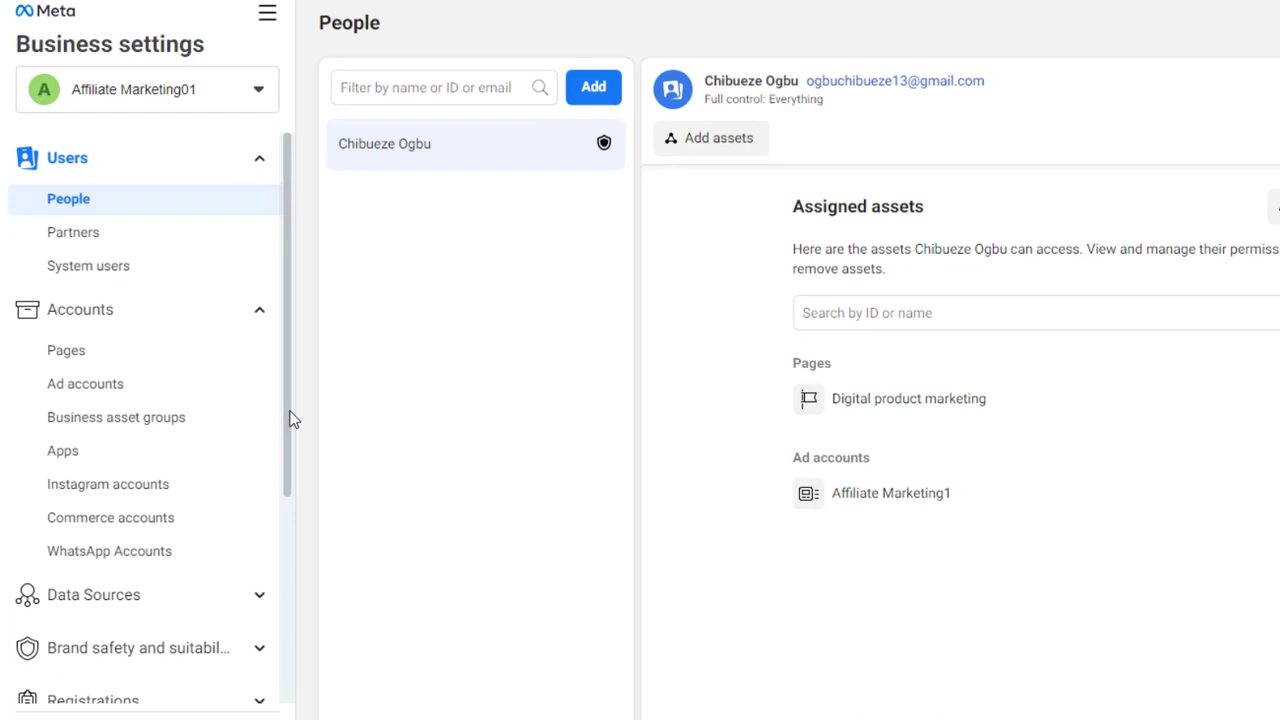 Meta
Business settings
A
Affiliate Marketing01
Users
People
Partners
System users
Accounts
Pages
Ad accounts
Business asset groups
Apps
Instagram accounts
Commerce accounts
WhatsApp Accounts
Data Sources
Brand safety and suitabil...
Registrations
People
Filter by name or ID or email
Add
Chibueze Ogbu
Chibueze Ogbu ogbuchibueze13@gmail.com
Full control: Everything
Add assets
Assigned assets
Here are the assets Chibueze Ogbu can access. View and manage their permiss
remove assets.
Search by ID or name
Pages
Digital product marketing
Ad accounts
Affiliate Marketing1